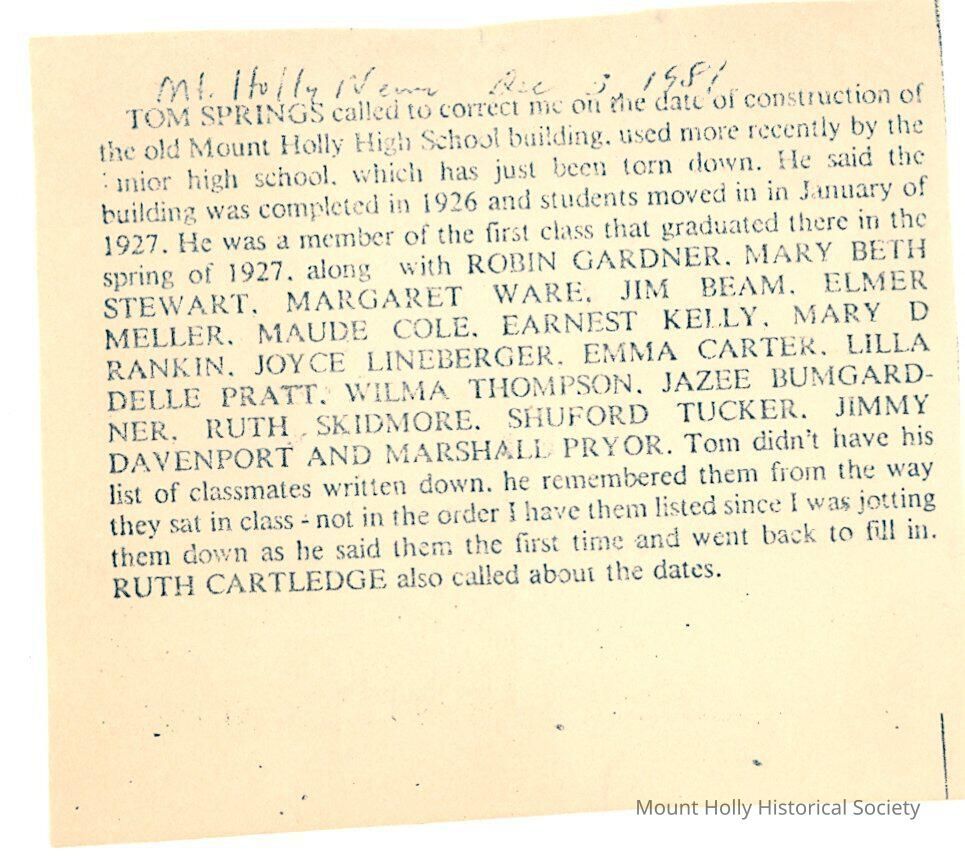 Mt. Holly News Dec 3, 1981
TOM SPRINGS called to correct me on the date of construction of
the old Mount Holly High School building, used more recently by the
junior high school, which has just been torn down. He said the
building was completed in 1926 and students moved in in January of
1927. He was a member of the first class that graduated there in the
spring of 1927, along with ROBIN GARDNER, MARY BETH
STEWART, MARGARET WARE, JIM BEAM, ELMER
MELLER, MAUDE COLE, EARNEST KELLY, MARY D
RANKIN, JOYCE LINEBERGER, EMMA CARTER, LILLA
DELLE PRATT, WILMA THOMPSON, JAZEE BUMGARD-
NER, RUTH SKIDMORE, SHUFORD TUCKER, JIMMY
DAVENPORT AND MARSHALL PRYOR. Tom didn't have his
list of classmates written down, he remembered them from the way
they sat in class - not in the order I have them listed since I was jotting
them down as he said them the first time and went back to fill in.
RUTH CARTLEDGE also called about the dates.
Mount Holly Historical Society